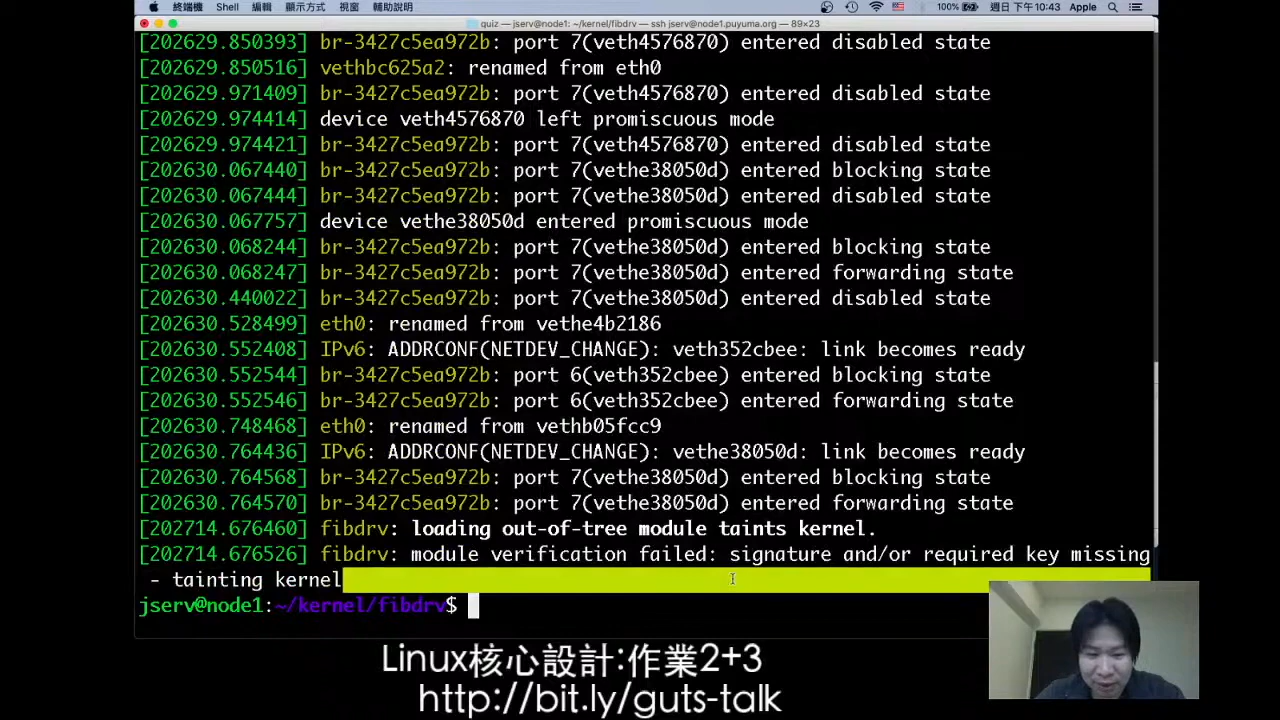 終端機 Shell 編輯 顯示方式 視窗 輔助說明 100% 週日下午10:43 Apple
quiz — jserv@node1: ~/kernel/fibdrv — ssh jserv@node1.puyuma.org — 89×23
[202629.850393] br-3427c5ea972b: port 7(veth4576870) entered disabled state
[202629.850516] vethbc625a2: renamed from eth0
[202629.971409] br-3427c5ea972b: port 7(veth4576870) entered disabled state
[202629.974414] device veth4576870 left promiscuous mode
[202629.974421] br-3427c5ea972b: port 7(veth4576870) entered disabled state
[202630.067440] br-3427c5ea972b: port 7(vethe38050d) entered blocking state
[202630.067444] br-3427c5ea972b: port 7(vethe38050d) entered disabled state
[202630.067757] device vethe38050d entered promiscuous mode
[202630.068244] br-3427c5ea972b: port 7(vethe38050d) entered blocking state
[202630.068247] br-3427c5ea972b: port 7(vethe38050d) entered forwarding state
[202630.440022] br-3427c5ea972b: port 7(vethe38050d) entered disabled state
[202630.528499] eth0: renamed from vethe4b2186
[202630.552408] IPv6: ADDRCONF(NETDEV_CHANGE): veth352cbee: link becomes ready
[202630.552544] br-3427c5ea972b: port 6(veth352cbee) entered blocking state
[202630.552546] br-3427c5ea972b: port 6(veth352cbee) entered forwarding state
[202630.748468] eth0: renamed from vethb05fcc9
[202630.764436] IPv6: ADDRCONF(NETDEV_CHANGE): vethe38050d: link becomes ready
[202630.764568] br-3427c5ea972b: port 7(vethe38050d) entered blocking state
[202630.764570] br-3427c5ea972b: port 7(vethe38050d) entered forwarding state
[202714.676460] fibdrv: loading out-of-tree module taints kernel.
[202714.676526] fibdrv: module verification failed: signature and/or required key missing
- tainting kernel
jserv@node1:~/kernel/fibdrv$
Linux核心設計:作業2+3
http://bit.ly/guts-talk